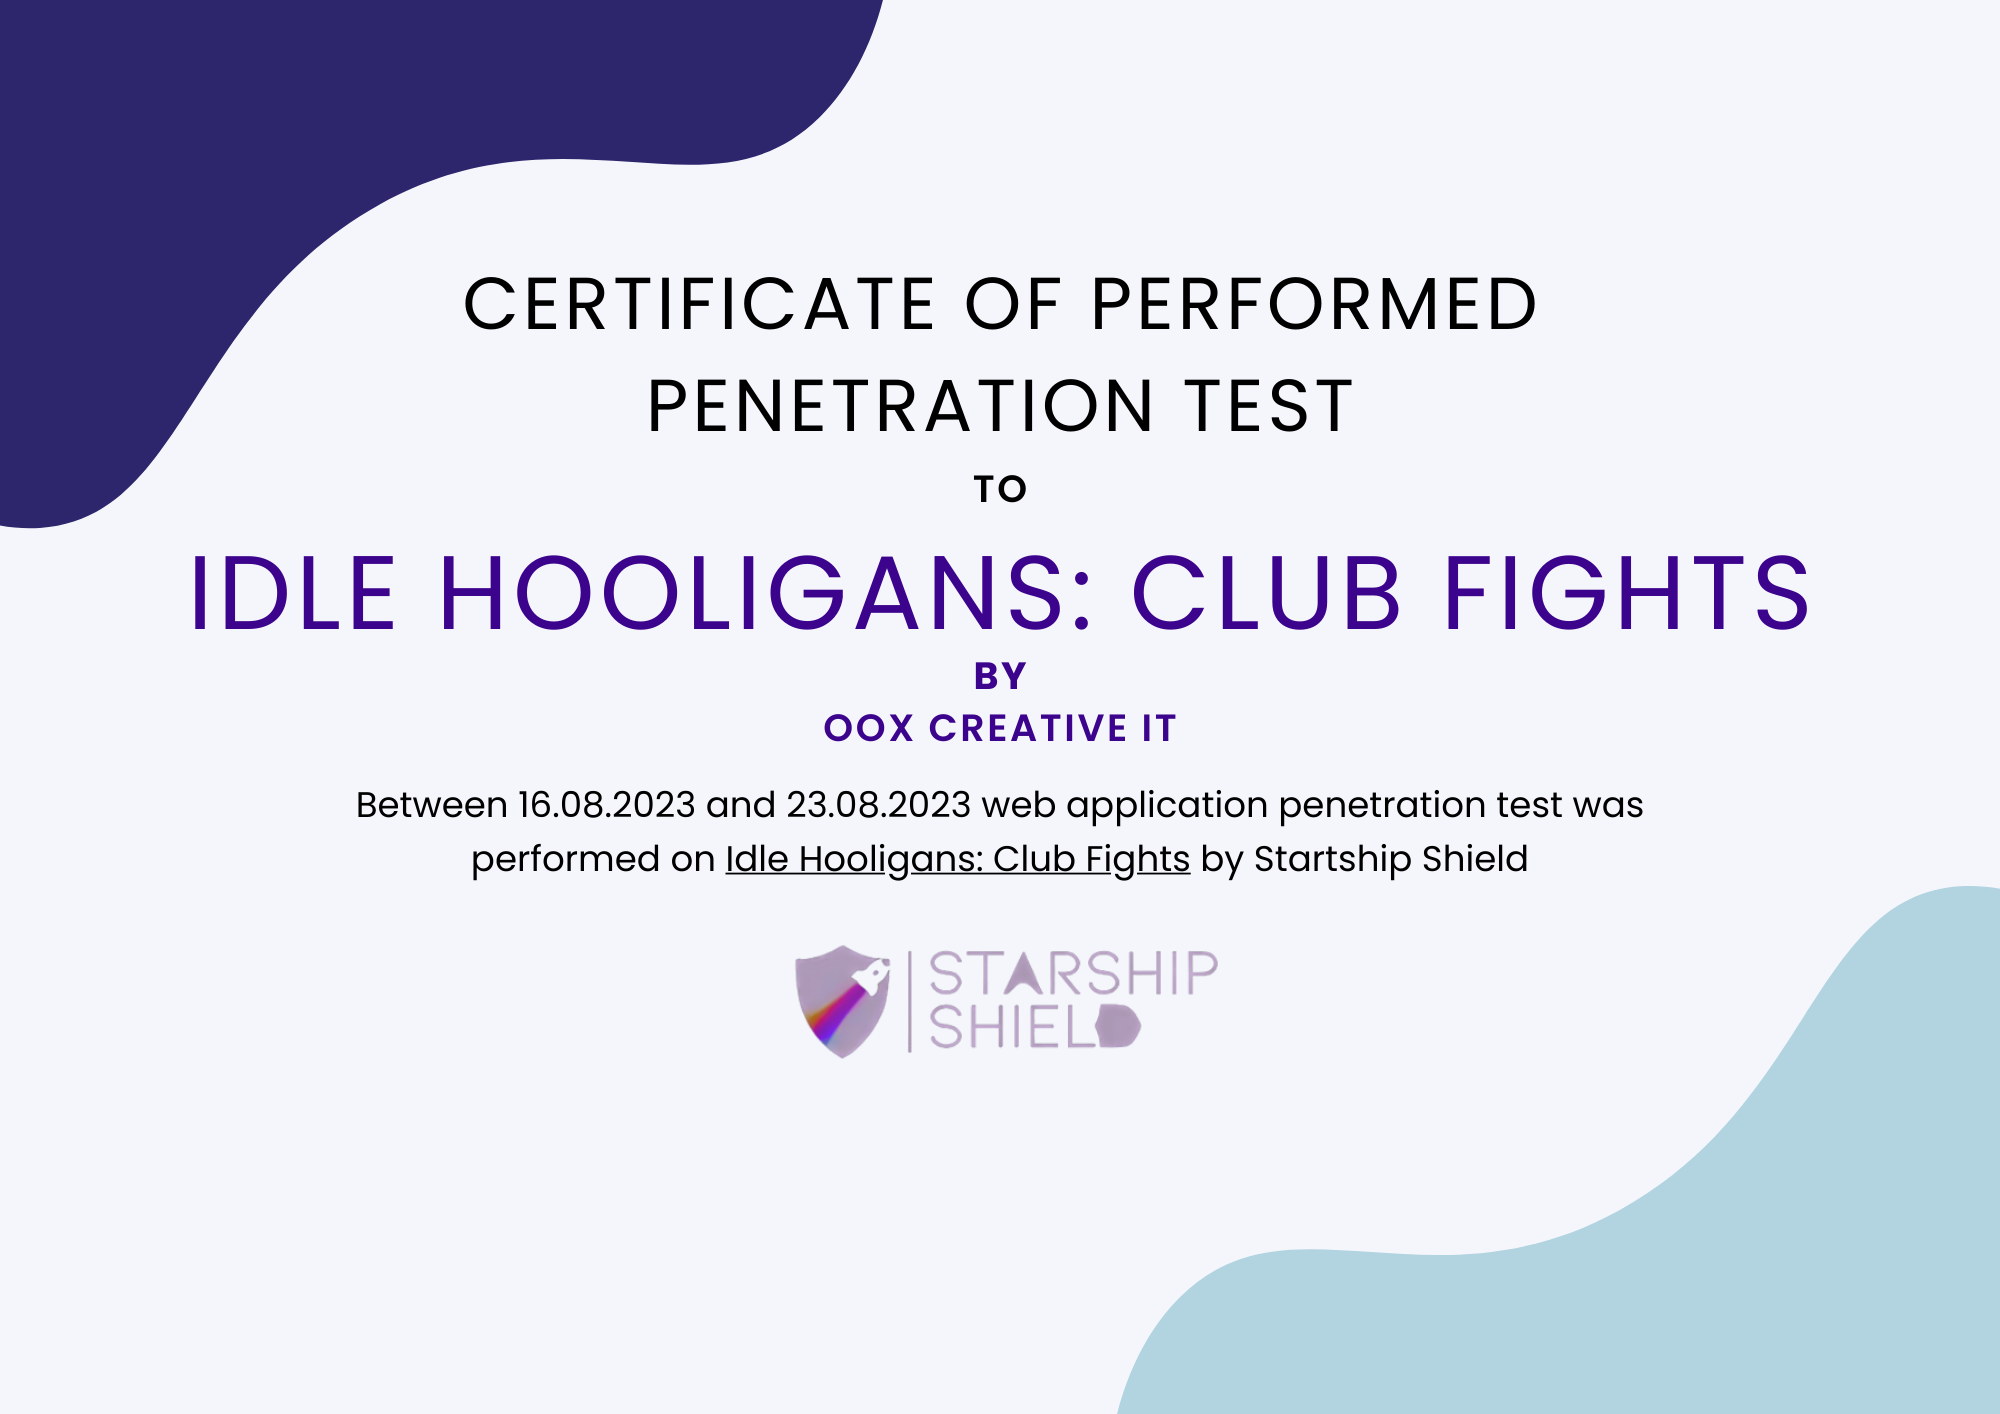 CERTIFICATE OF PERFORMED
PENETRATION TEST
TO
IDLE HOOLIGANS: CLUB FIGHTS
BY
OOX CREATIVE IT
Between 16.08.2023 and 23.08.2023 web application penetration test was
performed on Idle Hooligans: Club Fights by Startship Shield
STARSHIP
SHIELD